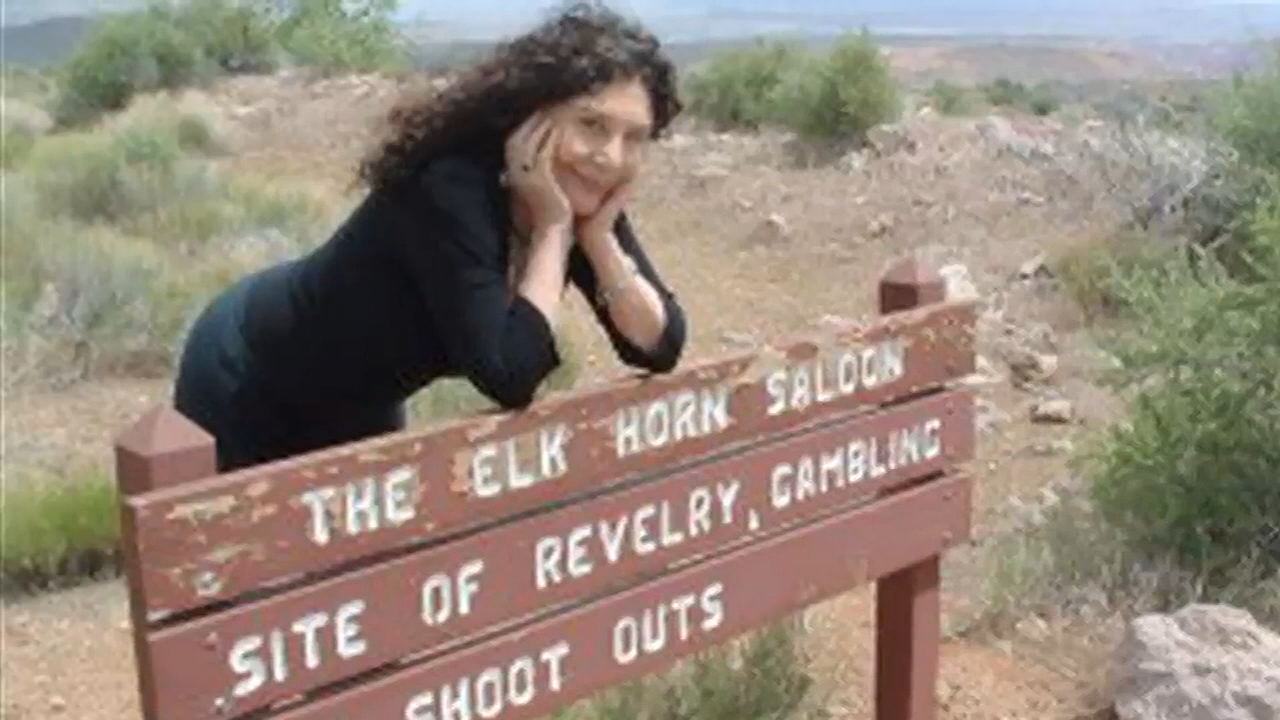 THE ELK HORN SALOON
SITE OF REVELRY, GAMBLING
SHOOT OUTS